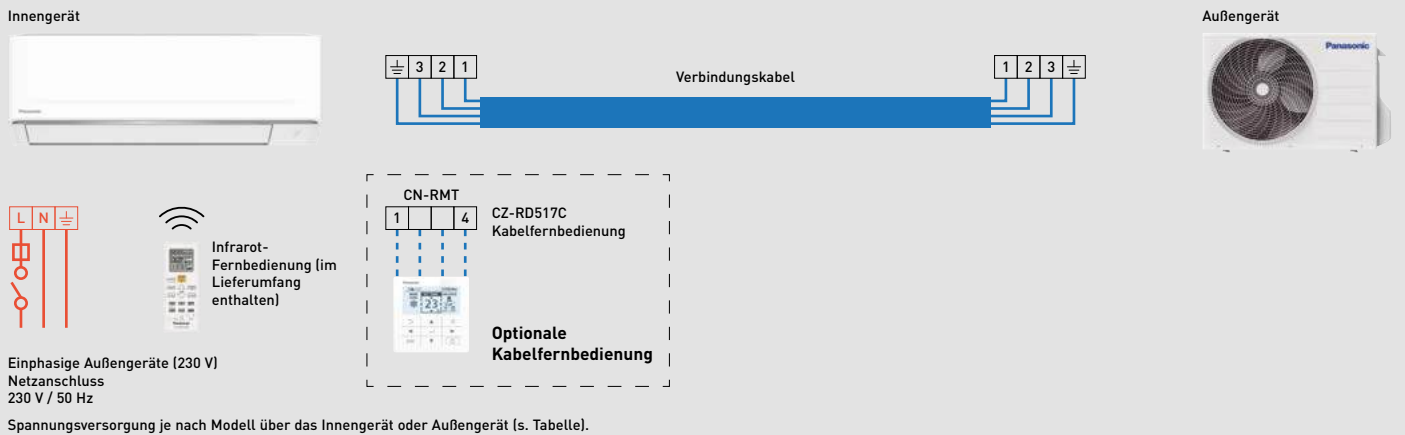 Innengerät
Außengerät
Panasonic
Panasonic
3 2 1
Verbindungskabel
1 2 3
L N
Infrarot-
Fernbedienung (im
Lieferumfang
enthalten)
CN-RMT
1 4
CZ-RD517C
Kabelfernbedienung
23
Optionale
Kabelfernbedienung
Einphasige Außengeräte (230 V)
Netzanschluss
230 V / 50 Hz
Spannungsversorgung je nach Modell über das Innengerät oder Außengerät (s. Tabelle).